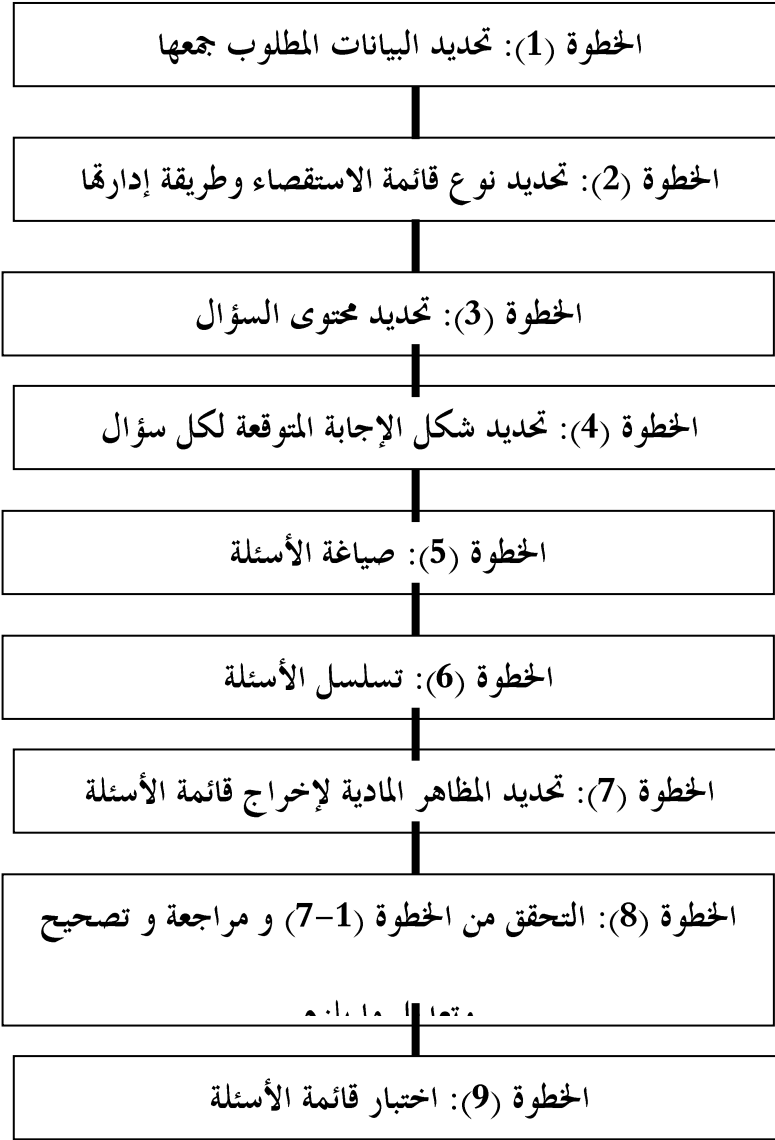 الخطوة (1): تحديد البيانات المطلوب جمعها
الخطوة (2): تحديد نوع قائمة الاستقصاء وطريقة إدارتها
الخطوة (3): تحديد محتوى السؤال
الخطوة (4): تحديد شكل الإجابة المتوقعة لكل سؤال
الخطوة (5): صياغة الأسئلة
الخطوة (6): تسلسل الأسئلة
الخطوة (7): تحديد المظاهر المادية لإخراج قائمة الأسئلة
الخطوة (8): التحقق من الخطوة (1-7) و مراجعة و تصحيح
الخطوة (9): اختبار قائمة الأسئلة